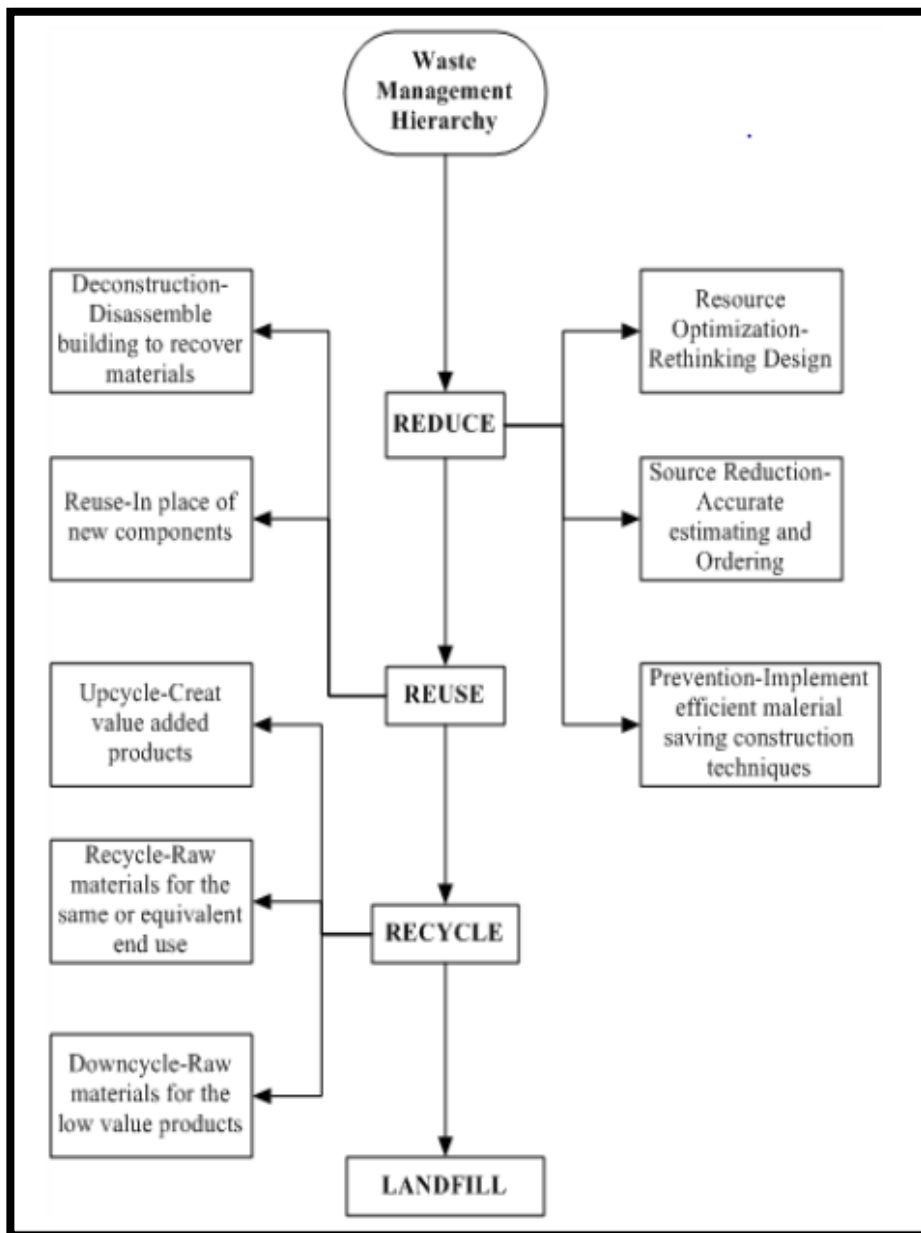 Waste
Management
Hierarchy
Deconstruction-
Disassemble
building to recover
materials
Resource
Optimization-
Rethinking Design
REDUCE
Reuse-In place of
new components
Source Reduction-
Accurate
estimating and
Ordering
REUSE
Upcycle-Creat
value added
products
Prevention-Implement
efficient malerial
saving construction
techniques
Recycle-Raw
materials for the
same or equivalent
end use
RECYCLE
Downcycle-Raw
materials for the
low value products
LANDFILL